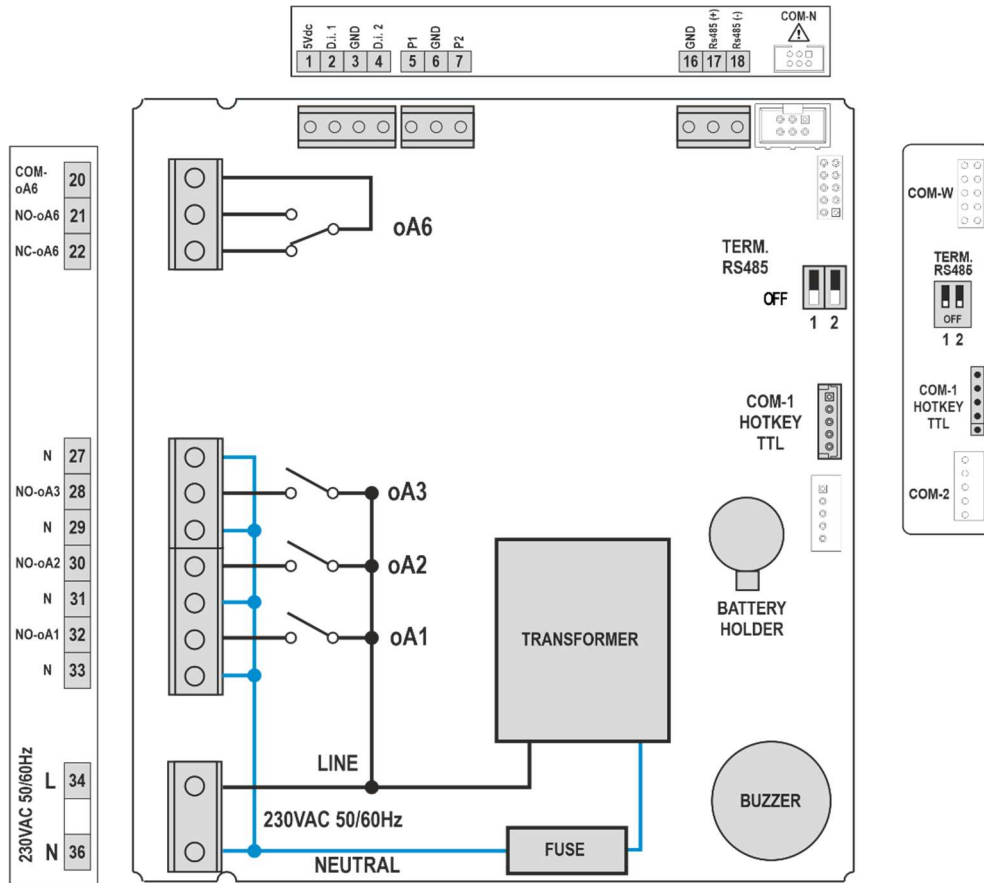 5Vdc D.i. 1 GND D.i. 2 P1 GND P2 GND Rs485 (+) Rs485 (-) COM-N
1 2 3 4 5 6 7 16 17 18
COM-oA6 20
NO-oA6 21
NC-oA6 22
oA6
TERM.
RS485
OFF
1 2
COM-W
TERM.
RS485
OFF
1 2
COM-1
HOTKEY
TTL
COM-1
HOTKEY
TTL
COM-2
N 27
NO-oA3 28
N 29
NO-oA2 30
N 31
NO-oA1 32
N 33
oA3
oA2
oA1
TRANSFORMER
BATTERY
HOLDER
BUZZER
230VAC 50/60Hz
L 34
N 36
LINE
230VAC 50/60Hz
NEUTRAL
FUSE